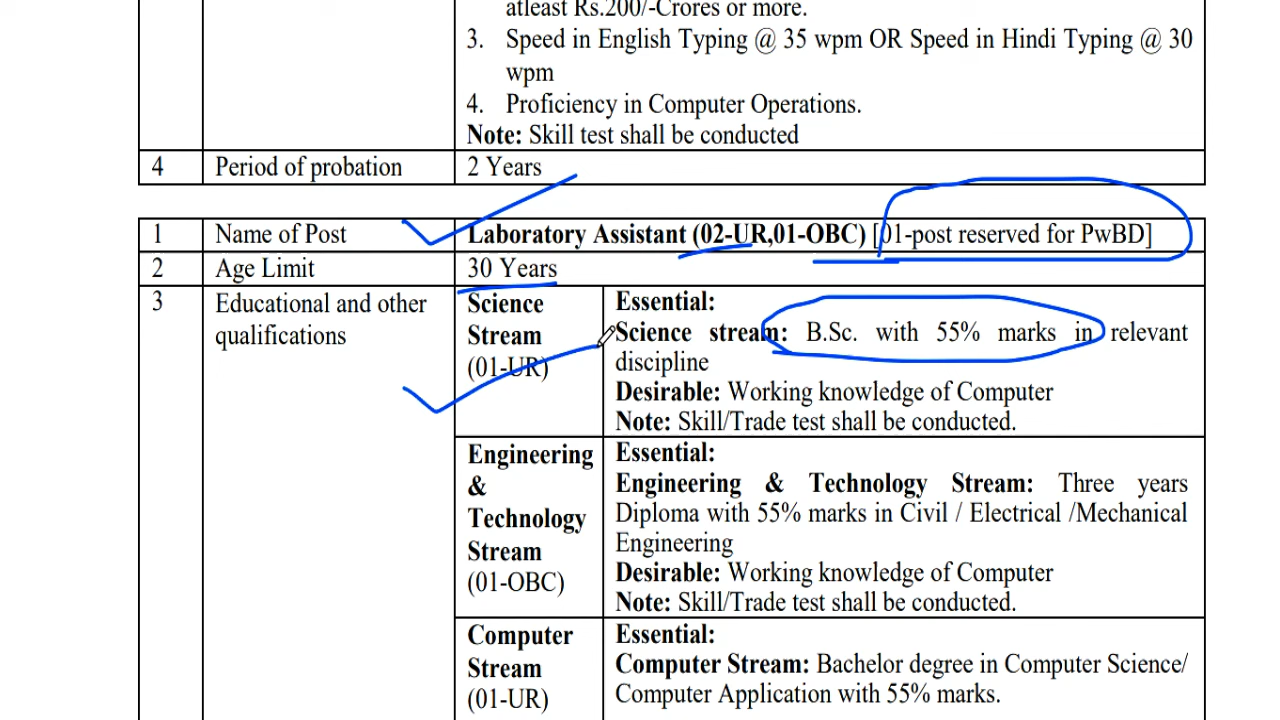 atleast Rs.200/-Crores or more.
3. Speed in English Typing @ 35 wpm OR Speed in Hindi Typing @ 30
wpm
4. Proficiency in Computer Operations.
Note: Skill test shall be conducted
4 Period of probation 2 Years
1 Name of Post Laboratory Assistant (02-UR,01-OBC) [01-post reserved for PwBD]
2 Age Limit 30 Years
3 Educational and other
qualifications
Science
Stream
(01-UR)
Essential:
Science stream: B.Sc. with 55% marks in relevant
discipline
Desirable: Working knowledge of Computer
Note: Skill/Trade test shall be conducted.
Engineering
&
Technology
Stream
(01-OBC)
Essential:
Engineering & Technology Stream: Three years
Diploma with 55% marks in Civil / Electrical /Mechanical
Engineering
Desirable: Working knowledge of Computer
Note: Skill/Trade test shall be conducted.
Computer
Stream
(01-UR)
Essential:
Computer Stream: Bachelor degree in Computer Science/
Computer Application with 55% marks.